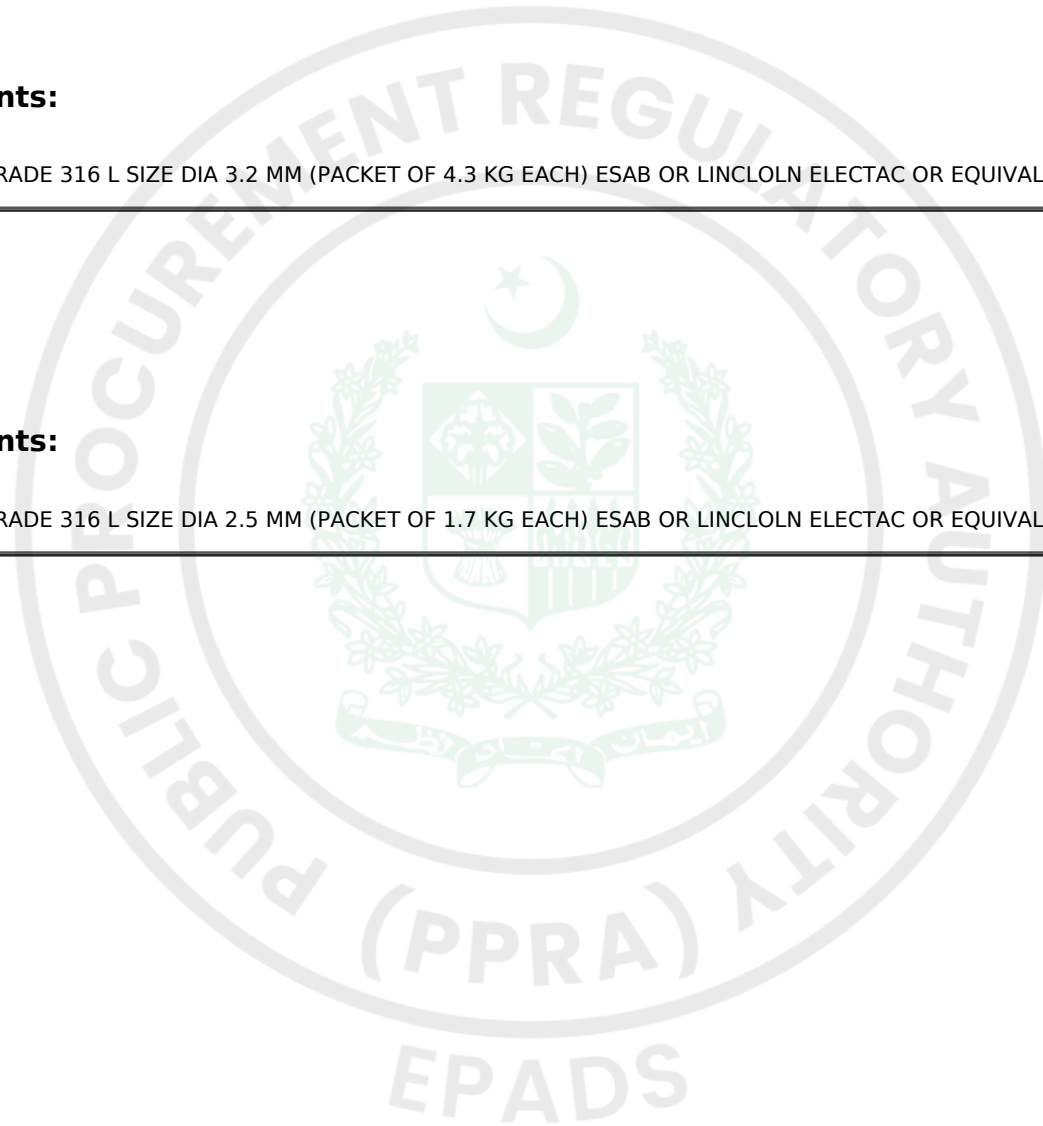 nts:
RADE 316 L SIZE DIA 3.2 MM (PACKET OF 4.3 KG EACH) ESAB OR LINCLOLN ELECTAC OR EQUIVAL
nts:
RADE 316 L SIZE DIA 2.5 MM (PACKET OF 1.7 KG EACH) ESAB OR LINCLOLN ELECTAC OR EQUIVAL
PUBLIC PROCUREMENT REGULATORY AUTHORITY
(PPRA)
EPADS